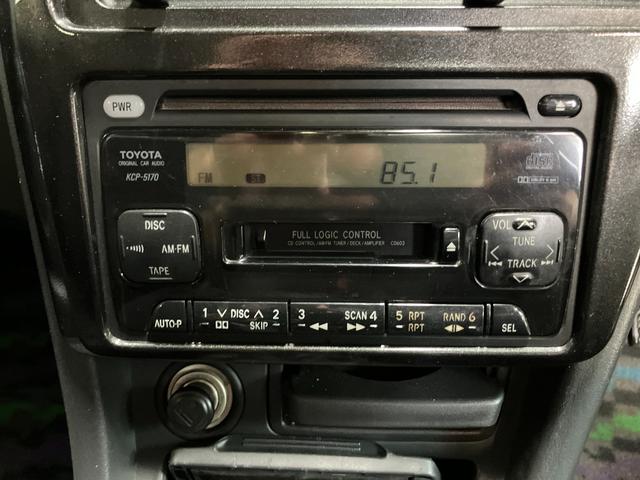 PWR
TOYOTA
ORIGINAL CAR AUDIO
KCP-5170
FM ST 85.1
FULL LOGIC CONTROL
CD CONTROL/AM·FM TUNER/DECK/AMPLIFIER
DISC
AM·FM
TAPE
VOL
TUNE
TRACK
AUTO·P
1 DISC 2
SKIP
3 SCAN 4
5 RPT
RPT
RAND 6
SEL